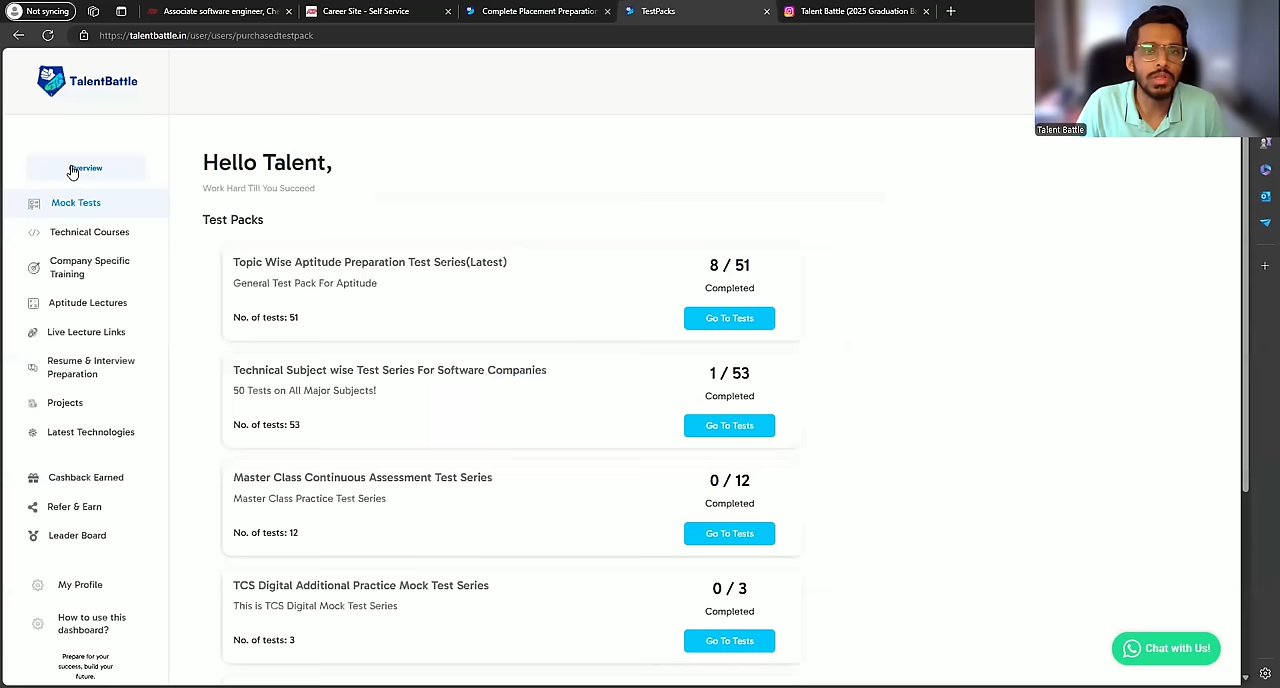 Not syncing
Associate software engineer, Che
Career Site - Self Service
Complete Placement Preparation
TestPacks
Talent Battle (2025 Graduation B
https://talentbattle.in/user/users/purchasedtestpack
Talent Battle
TalentBattle
Overview
Mock Tests
Technical Courses
Company Specific
Training
Aptitude Lectures
Live Lecture Links
Resume & Interview
Preparation
Projects
Latest Technologies
Cashback Earned
Refer & Earn
Leader Board
My Profile
How to use this
dashboard?
Prepare for your
success, build your
future.
Hello Talent,
Work Hard Till You Succeed
Test Packs
Topic Wise Aptitude Preparation Test Series(Latest)
General Test Pack For Aptitude
No. of tests: 51
8 / 51
Completed
Go To Tests
Technical Subject wise Test Series For Software Companies
50 Tests on All Major Subjects!
No. of tests: 53
1 / 53
Completed
Go To Tests
Master Class Continuous Assessment Test Series
Master Class Practice Test Series
No. of tests: 12
0 / 12
Completed
Go To Tests
TCS Digital Additional Practice Mock Test Series
This is TCS Digital Mock Test Series
No. of tests: 3
0 / 3
Completed
Go To Tests
Chat with Us!